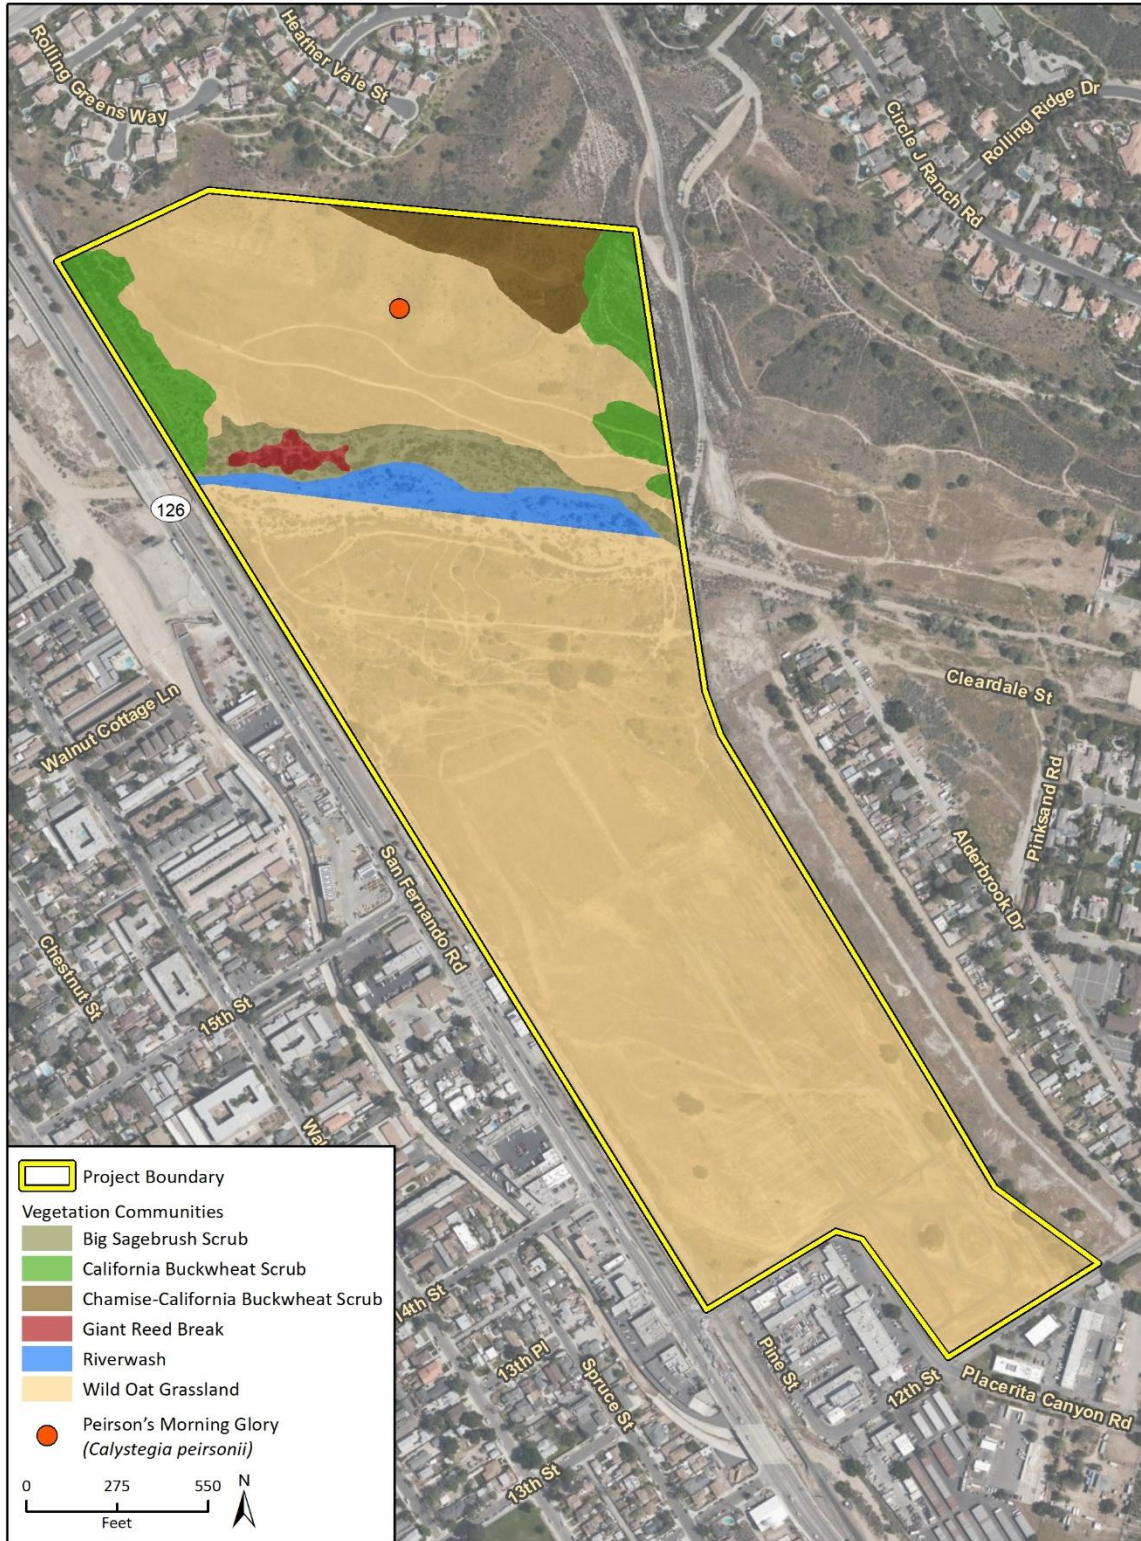 Rolling Greens Way
Heather Vale St
Circle J Ranch Rd
Rolling Ridge Dr
126
Walnut Cottage Ln
Cleardale St
Pinksand Rd
Alderbrook Dr
San Fernando Rd
Chestnut St
15th St
14th St
13th Pl
Spruce St
13th St
Pine St
12th St
Placerita Canyon Rd
Project Boundary
Vegetation Communities
Big Sagebrush Scrub
California Buckwheat Scrub
Chamise-California Buckwheat Scrub
Giant Reed Break
Riverwash
Wild Oat Grassland
Peirson's Morning Glory
(Calystegia peirsonii)
0 275 550
Feet
N